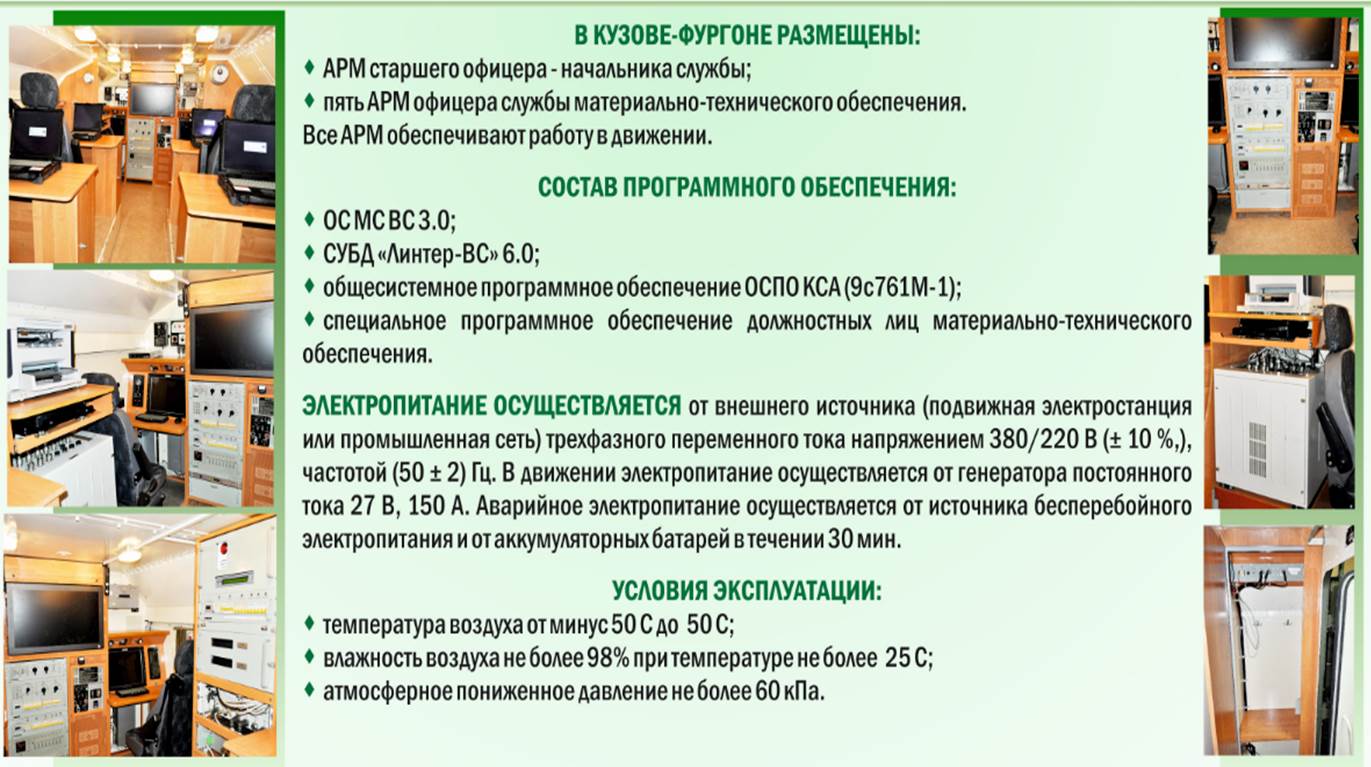 В КУЗОВЕ-ФУРГОНЕ РАЗМЕЩЕНЫ:
♦ АРМ старшего офицера - начальника службы;
♦ пять АРМ офицера службы материально-технического обеспечения.
Все АРМ обеспечивают работу в движении.
СОСТАВ ПРОГРАММНОГО ОБЕСПЕЧЕНИЯ:
♦ ОС МС ВС 3.0;
♦ СУБД «Линтер-ВС» 6.0;
♦ общесистемное программное обеспечение ОСПО КСА (9с761М-1);
♦ специальное программное обеспечение должностных лиц материально-технического
обеспечения.
ЭЛЕКТРОПИТАНИЕ ОСУЩЕСТВЛЯЕТСЯ от внешнего источника (подвижная электростанция
или промышленная сеть) трехфазного переменного тока напряжением 380/220 В (± 10 %,),
частотой (50 ± 2) Гц. В движении электропитание осуществляется от генератора постоянного
тока 27 В, 150 А. Аварийное электропитание осуществляется от источника бесперебойного
электропитания и от аккумуляторных батарей в течении 30 мин.
УСЛОВИЯ ЭКСПЛУАТАЦИИ:
♦ температура воздуха от минус 50 С до 50 С;
♦ влажность воздуха не более 98% при температуре не более 25 С;
♦ атмосферное пониженное давление не более 60 кПа.